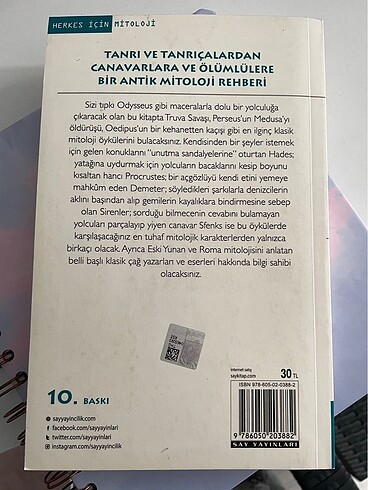 HERKES İÇİN MİTOLOJİ
TANRI VE TANRIÇALARDAN
CANAVARLARA VE ÖLÜMLÜLERE
BİR ANTİK MİTOLOJİ REHBERİ
Sizi tıpkı Odysseus gibi maceralarla dolu bir yolculuğa
çıkaracak olan bu kitapta Truva Savaşı, Perseus'un Medusa'yı
öldürüşü, Oedipus'un bir kehanetten kaçışı gibi en ilginç klasik
mitoloji öykülerini bulacaksınız. Kendisinden bir şeyler istemek
için gelen konuklarını "unutma sandalyelerine" oturtan Hades;
yatağına uydurmak için yolcuların bacaklarını kesip boyunu
kısaltan hancı Procrustes; bir açgözlüyü kendi etini yemeye
mahkûm eden Demeter; söyledikleri şarkılarla denizcilerin
aklını başından alıp gemilerin kayalıklara bindirmesine sebep
olan Sirenler; sorduğu bilmecenin cevabını bulamayan
yolcuları parçalayıp yiyen canavar Sfenks ise bu öykülerde
karşılaşacağınız en tuhaf mitolojik karakterlerden yalnızca
birkaçı olacak. Ayrıca Eski Yunan ve Roma mitolojisini anlatan
belli başlı klasik çağ yazarları ve eserleri hakkında bilgi sahibi
olacaksınız.
internet satış
saykitap.com
30 TL
ISBN 978-605-02-0388-2
9 786050 203882
SAY YAYINLARI
10. BASKI
sayyayincilik.com
facebook.com/sayyayinlari
twitter.com/sayyayinlari
instagram.com/sayyayincilik